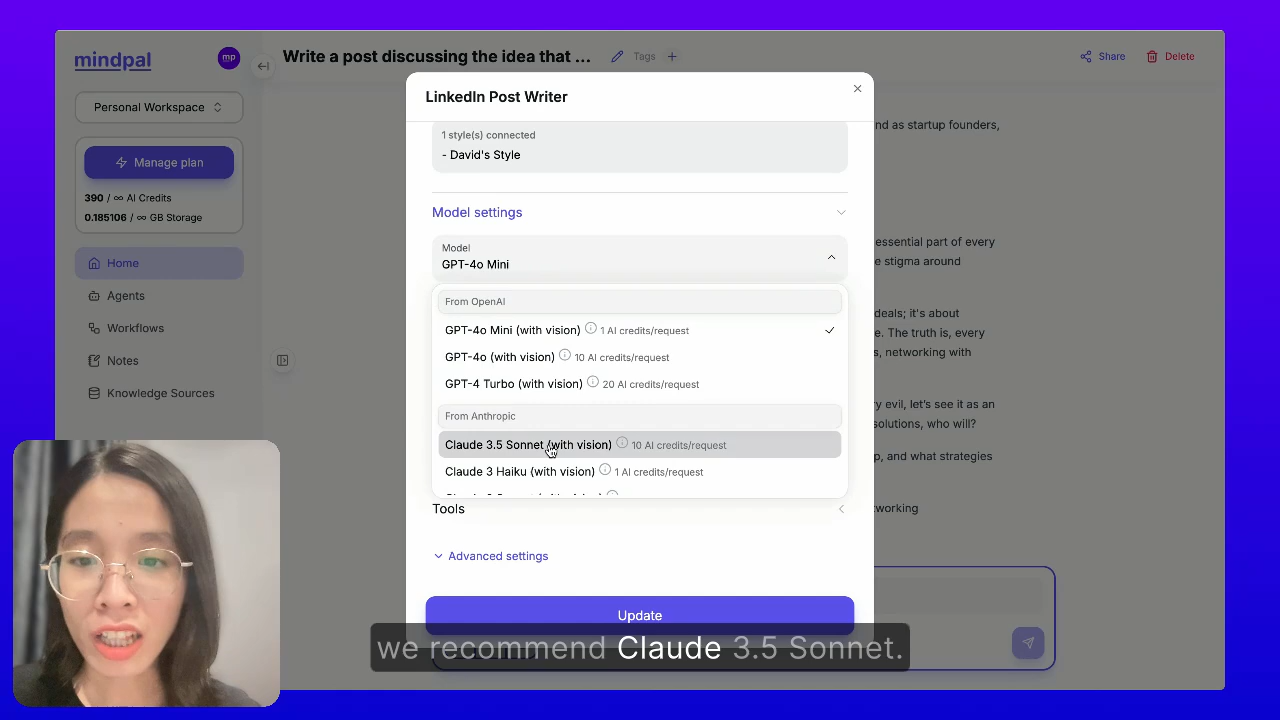 mindpal
mp
Write a post discussing the idea that ...
Tags +
Share
Delete
Personal Workspace
Manage plan
390 / ∞ AI Credits
0.185106 / ∞ GB Storage
Home
Agents
Workflows
Notes
Knowledge Sources
LinkedIn Post Writer
1 style(s) connected
- David's Style
Model settings
Model
GPT-4o Mini
From OpenAI
GPT-4o Mini (with vision) 1 AI credits/request
GPT-4o (with vision) 10 AI credits/request
GPT-4 Turbo (with vision) 20 AI credits/request
From Anthropic
Claude 3.5 Sonnet (with vision) 10 AI credits/request
Claude 3 Haiku (with vision) 1 AI credits/request
Tools
Advanced settings
Update
nd as startup founders,
essential part of every
e stigma around
deals; it's about
e. The truth is, every
s, networking with
ry evil, let's see it as an
solutions, who will?
p, and what strategies
tworking
we recommend Claude 3.5 Sonnet.